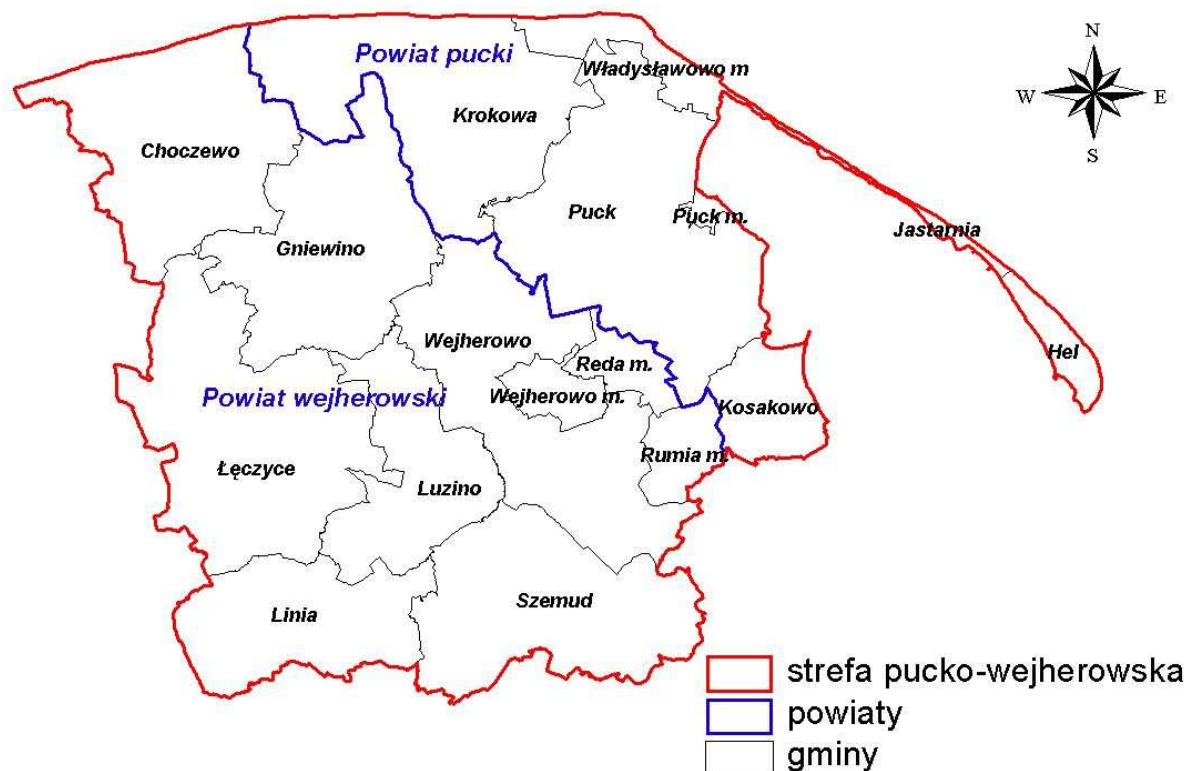 N
W E
S
Powiat pucki
Władysławowo m
Krokowa
Choczewo
Puck
Puck m.
Jastarnia
Gniewino
Wejherowo
Hel
Reda m.
Powiat wejherowski
Wejherowo m.
Kosakowo
Rumia m.
Łęczyce
Luzino
Szemud
Linia
strefa pucko-wejherowska
powiaty
gminy